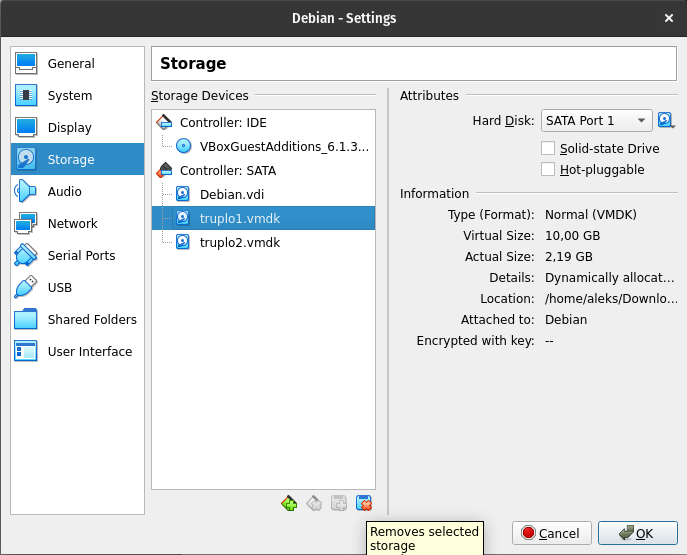 Debian - Settings
General
System
Display
Storage
Audio
Network
Serial Ports
USB
Shared Folders
User Interface
Storage
Storage Devices
Controller: IDE
VBoxGuestAdditions_6.1.3...
Controller: SATA
Debian.vdi
truplo1.vmdk
truplo2.vmdk
Attributes
Hard Disk: SATA Port 1
Solid-state Drive
Hot-pluggable
Information
Type (Format): Normal (VMDK)
Virtual Size: 10,00 GB
Actual Size: 2,19 GB
Details: Dynamically allocat...
Location: /home/aleks/Downlo...
Attached to: Debian
Encrypted with key: --
Removes selected
storage
Cancel
OK